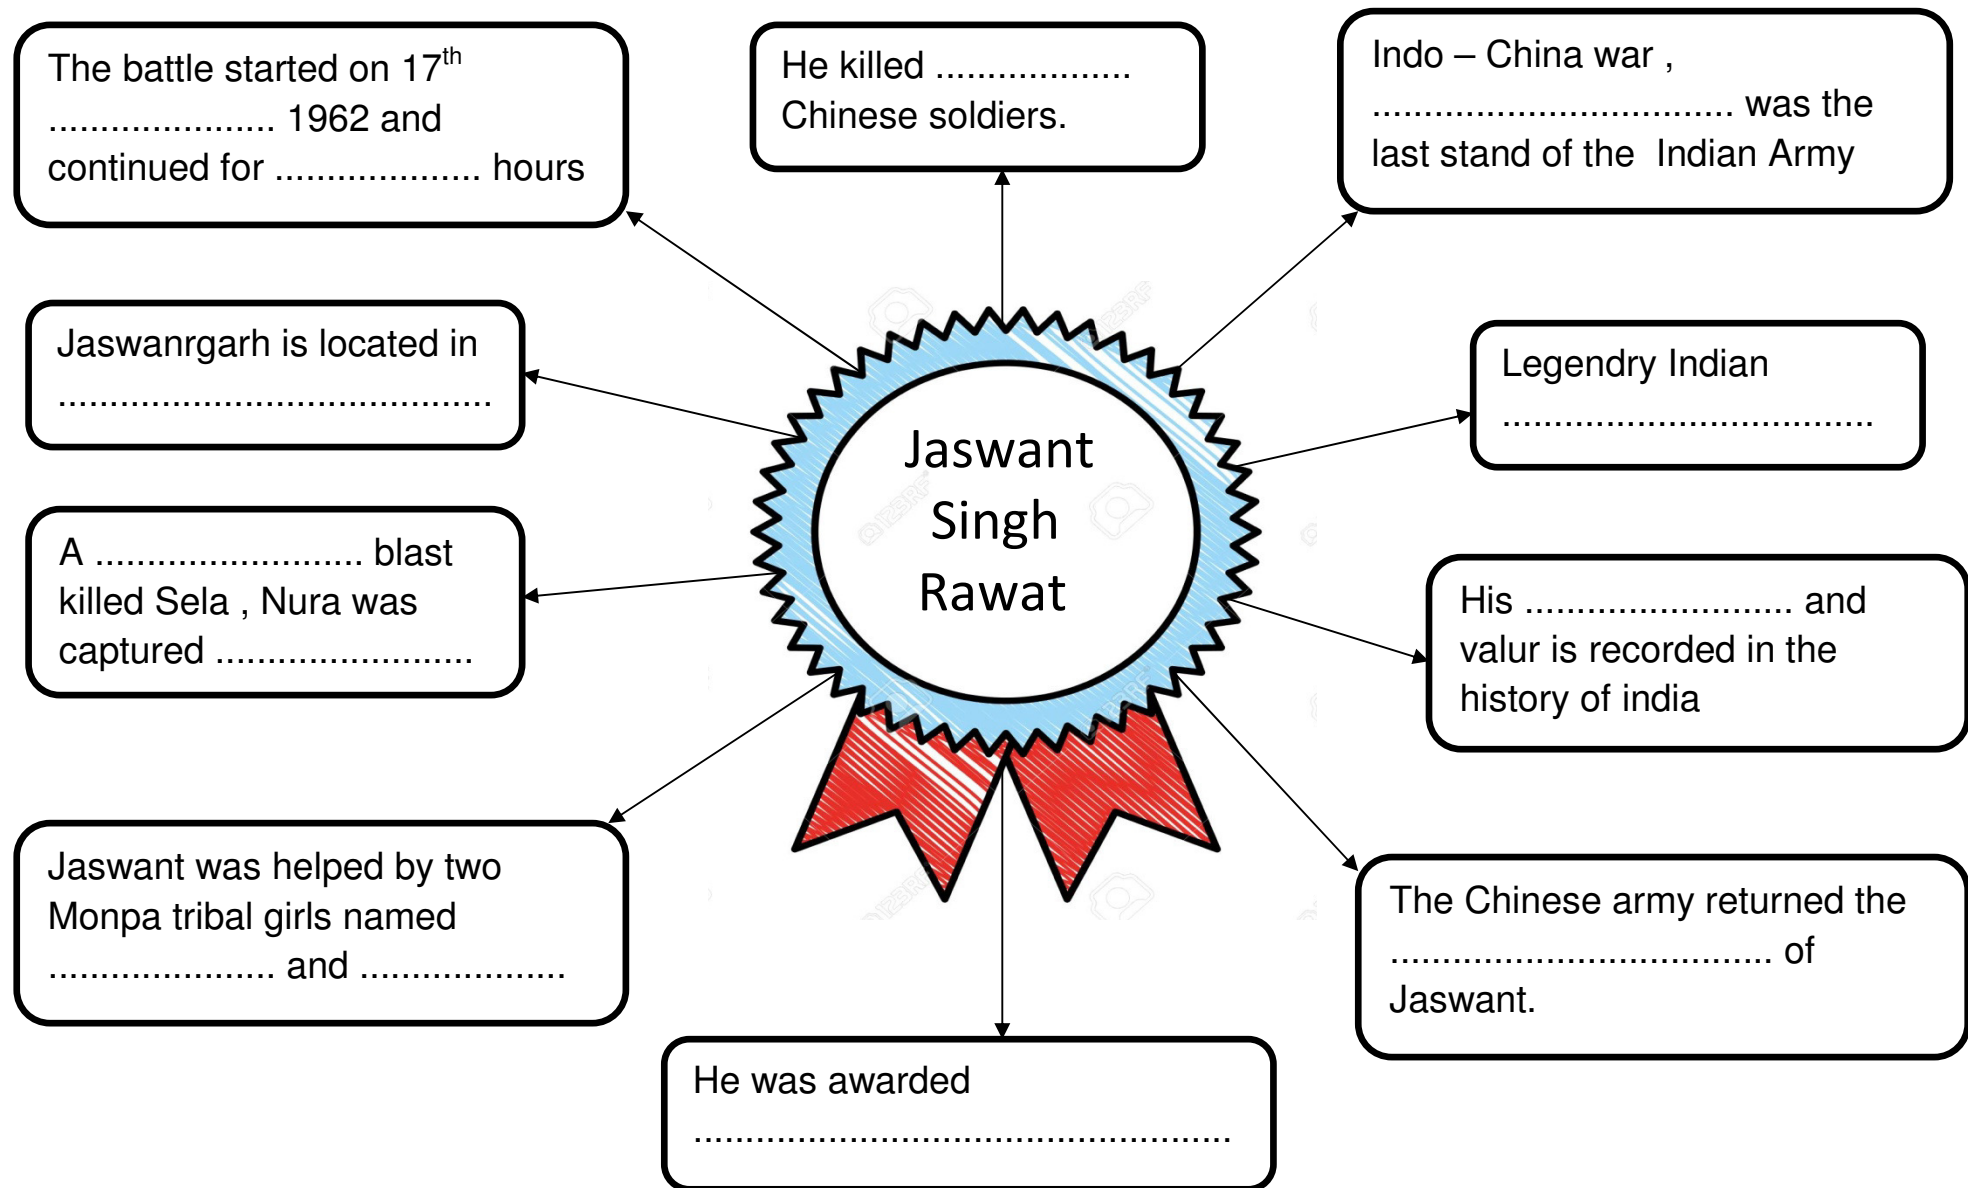 The battle started on 17th
...................... 1962 and
continued for .................... hours
He killed ...................
Chinese soldiers.
Indo – China war ,
................................... was the
last stand of the Indian Army
Jaswanrgarh is located in
..........................................
Legendry Indian
....................................
Jaswant
Singh
Rawat
A .......................... blast
killed Sela , Nura was
captured .........................
His .......................... and
valur is recorded in the
history of india
Jaswant was helped by two
Monpa tribal girls named
...................... and ....................
The Chinese army returned the
..................................... of
Jaswant.
He was awarded
....................................................
123RF